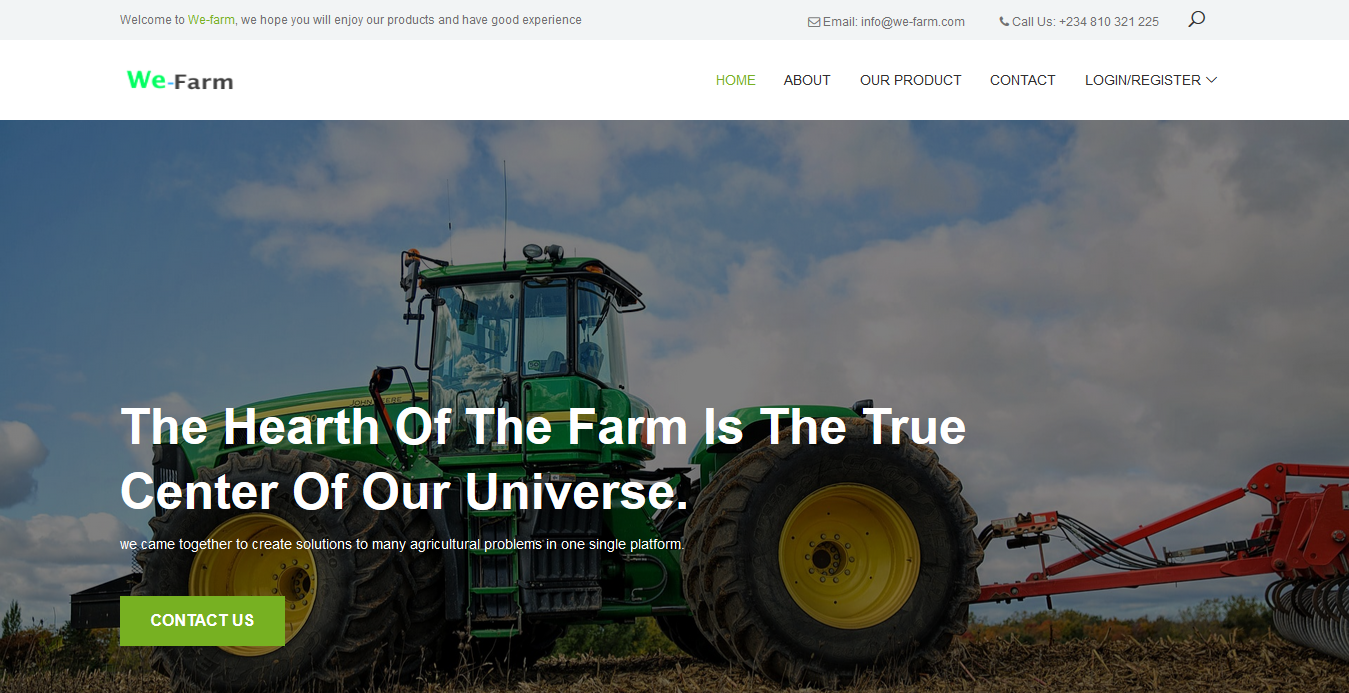 Welcome to We-farm, we hope you will enjoy our products and have good experience
Email: info@we-farm.com
Call Us: +234 810 321 225
We-Farm
HOME
ABOUT
OUR PRODUCT
CONTACT
LOGIN/REGISTER
JOHN DEERE
The Hearth Of The Farm Is The True
Center Of Our Universe.
we came together to create solutions to many agricultural problems in one single platform.
CONTACT US